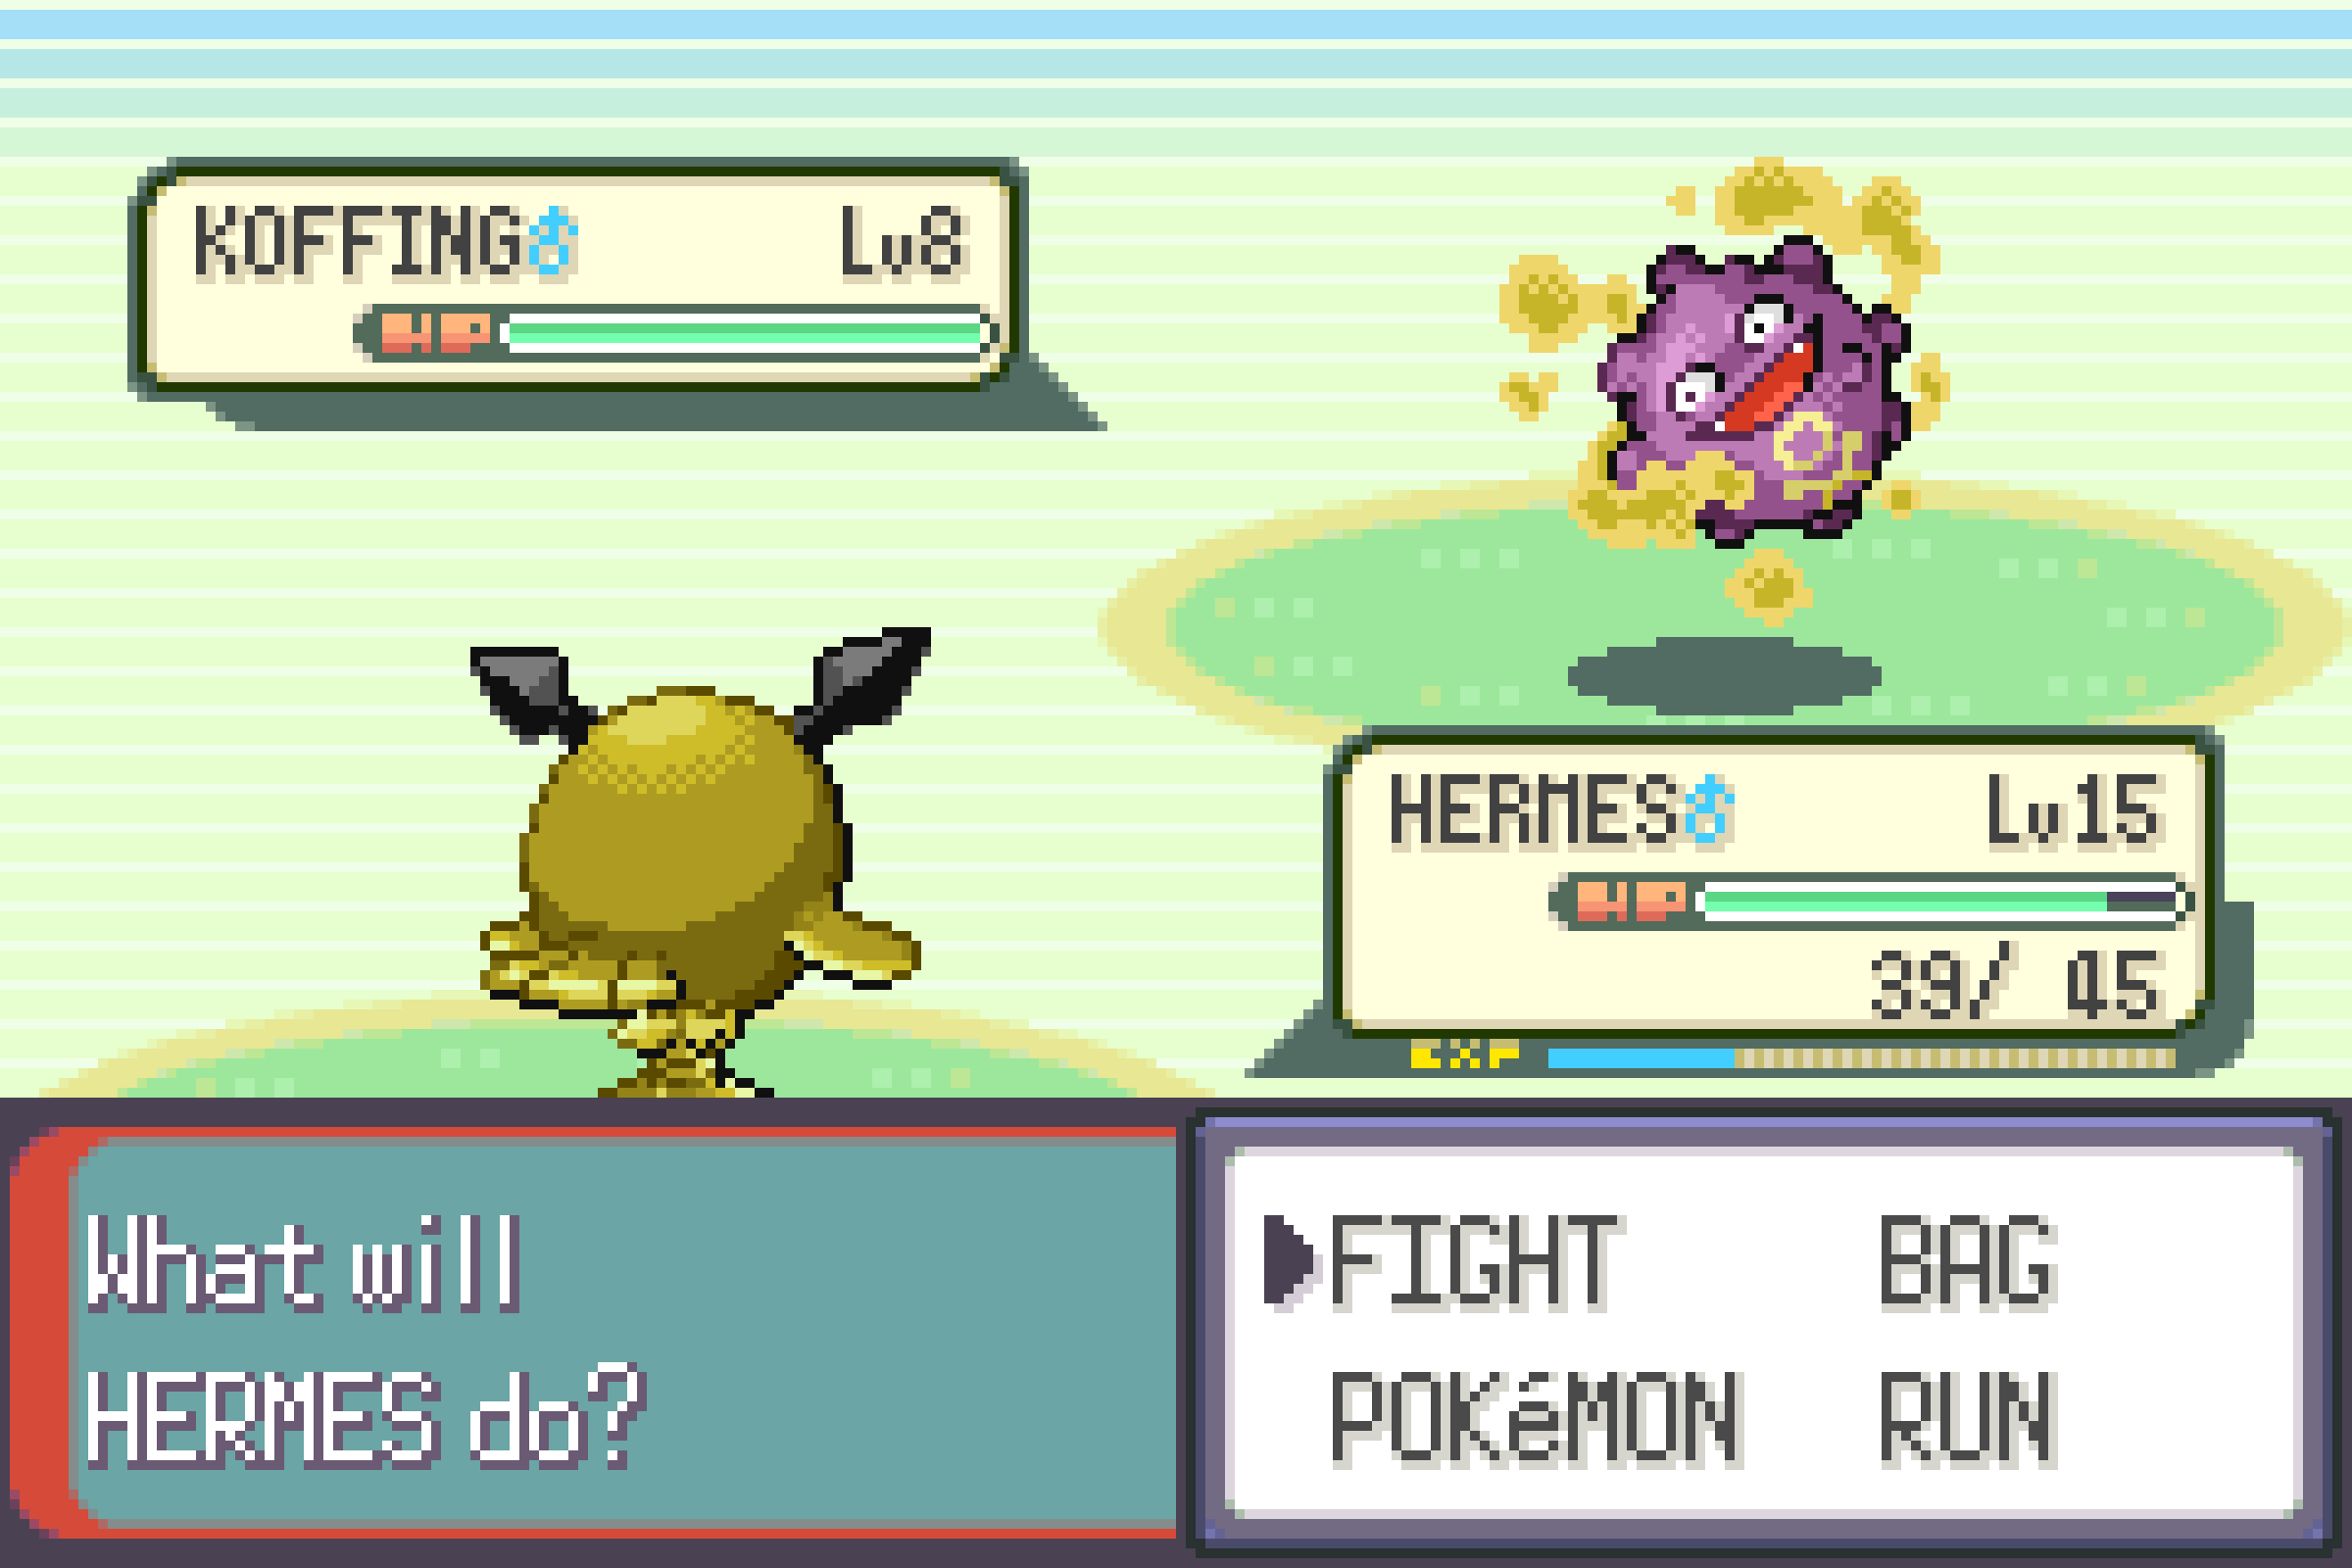 KOFFING♂ Lv8
HP
HERMES♂ Lv15
HP
39/ 45
EXP
What will
HERMES do?
FIGHT BAG
POKéMON RUN